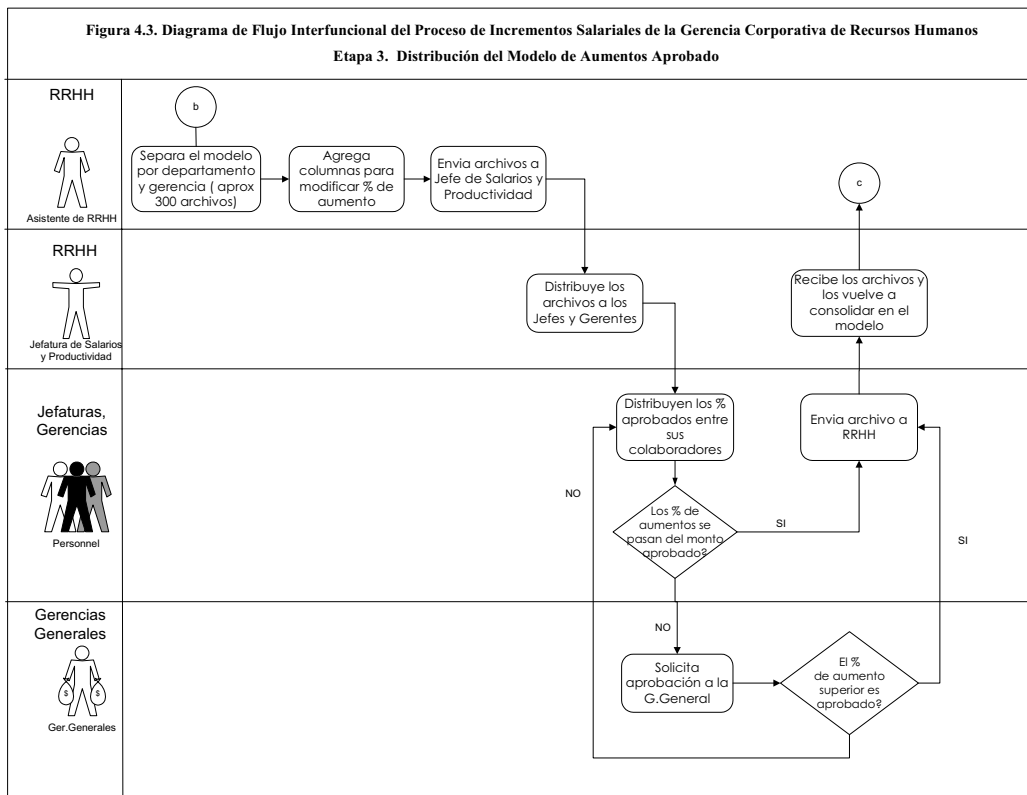 Figura 4.3. Diagrama de Flujo Interfuncional del Proceso de Incrementos Salariales de la Gerencia Corporativa de Recursos Humanos
Etapa 3. Distribución del Modelo de Aumentos Aprobado
RRHH
Asistente de RRHH
b
Separa el modelo
por departamento
y gerencia ( aprox
300 archivos)
Agrega
columnas para
modificar % de
aumento
Envia archivos a
Jefe de Salarios y
Productividad
c
RRHH
Jefatura de Salarios
y Productividad
Distribuye los
archivo a los
Jefes y Gerentes
Recibe los archivos y
los vuelve a
consolidar en el
modelo
Jefaturas,
Gerencias
Personnel
Distribuyen los %
aprobados entre
sus
colaboradores
Envia archivo a
RRHH
NO
Los % de
aumentos se
pasan del monto
aprobado?
SI
SI
Gerencias
Generales
$ $
Ger.Generales
NO
Solicita
aprobación a la
G.General
El %
de aumento
superior es
aprobado?